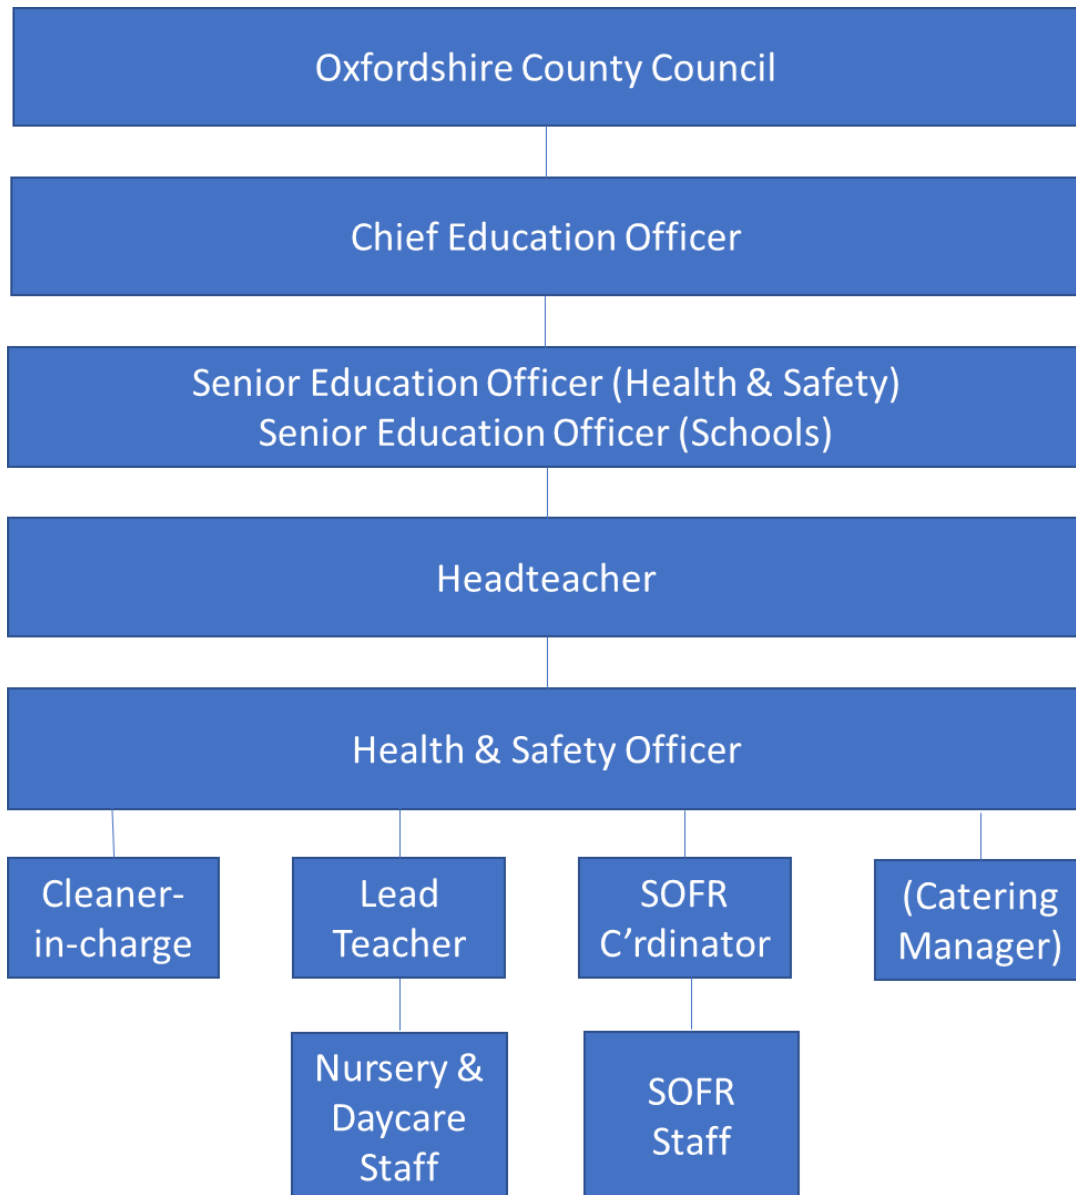 Oxfordshire County Council
Chief Education Officer
Senior Education Officer (Health & Safety)
Senior Education Officer (Schools)
Headteacher
Health & Safety Officer
Cleaner-
in-charge
Lead
Teacher
SOFR
C’rdinator
(Catering
Manager)
Nursery &
Daycare
Staff
SOFR
Staff